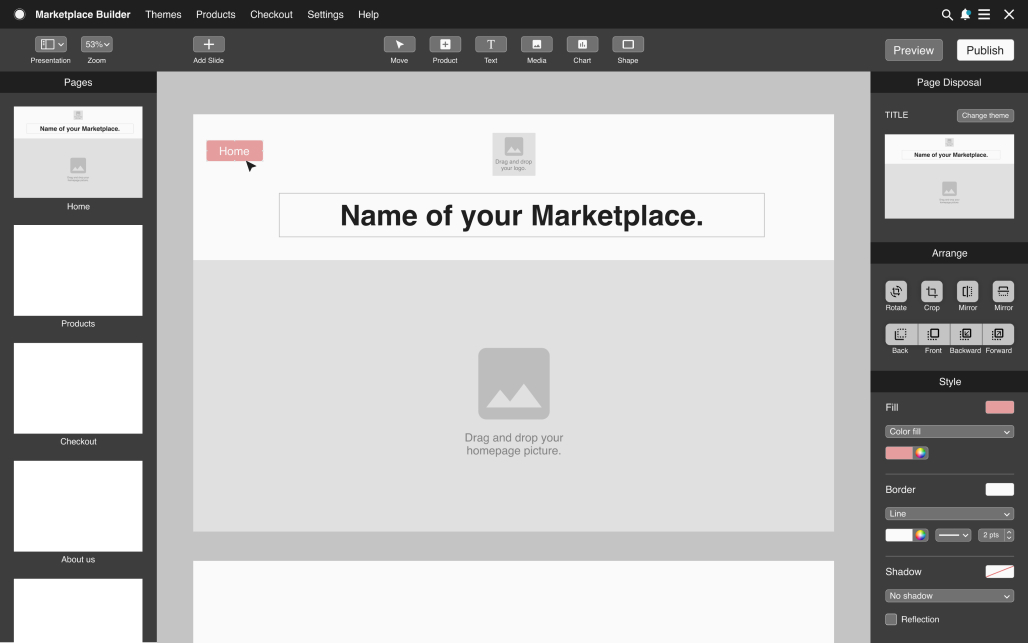 Marketplace Builder Themes Products Checkout Settings Help
53%
Presentation Zoom Add Slide Move Product Text Media Chart Shape Preview Publish
Pages
Page Disposal
TITLE Change theme
Name of your Marketplace.
Home
Products
Checkout
About us
Home
Drag and drop
your logo.
Name of your Marketplace.
Drag and drop your
homepage picture.
Name of your Marketplace.
Arrange
Rotate Crop Mirror Mirror
Back Front Backward Forward
Style
Fill
Color fill
Border
Line
2 pts
Shadow
No shadow
Reflection